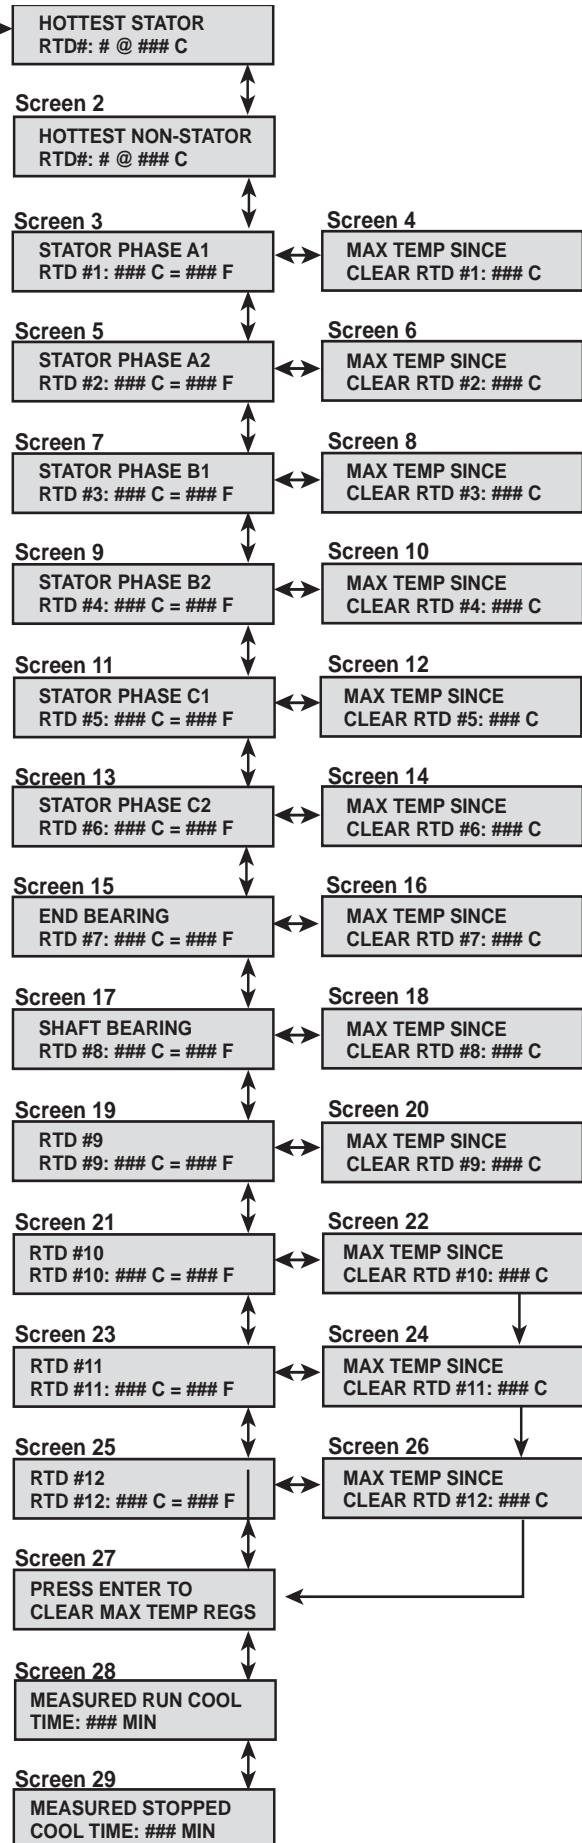 HOTTEST STATOR
RTD#: # @ ### C
Screen 2
HOTTEST NON-STATOR
RTD#: # @ ### C
Screen 3
STATOR PHASE A1
RTD #1: ### C = ### F
Screen 4
MAX TEMP SINCE
CLEAR RTD #1: ### C
Screen 5
STATOR PHASE A2
RTD #2: ### C = ### F
Screen 6
MAX TEMP SINCE
CLEAR RTD #2: ### C
Screen 7
STATOR PHASE B1
RTD #3: ### C = ### F
Screen 8
MAX TEMP SINCE
CLEAR RTD #3: ### C
Screen 9
STATOR PHASE B2
RTD #4: ### C = ### F
Screen 10
MAX TEMP SINCE
CLEAR RTD #4: ### C
Screen 11
STATOR PHASE C1
RTD #5: ### C = ### F
Screen 12
MAX TEMP SINCE
CLEAR RTD #5: ### C
Screen 13
STATOR PHASE C2
RTD #6: ### C = ### F
Screen 14
MAX TEMP SINCE
CLEAR RTD #6: ### C
Screen 15
END BEARING
RTD #7: ### C = ### F
Screen 16
MAX TEMP SINCE
CLEAR RTD #7: ### C
Screen 17
SHAFT BEARING
RTD #8: ### C = ### F
Screen 18
MAX TEMP SINCE
CLEAR RTD #8: ### C
Screen 19
RTD #9
RTD #9: ### C = ### F
Screen 20
MAX TEMP SINCE
CLEAR RTD #9: ### C
Screen 21
RTD #10
RTD #10: ### C = ### F
Screen 22
MAX TEMP SINCE
CLEAR RTD #10: ### C
Screen 23
RTD #11
RTD #11: ### C = ### F
Screen 24
MAX TEMP SINCE
CLEAR RTD #11: ### C
Screen 25
RTD #12
RTD #12: ### C = ### F
Screen 26
MAX TEMP SINCE
CLEAR RTD #12: ### C
Screen 27
PRESS ENTER TO
CLEAR MAX TEMP REGS
Screen 28
MEASURED RUN COOL
TIME: ### MIN
Screen 29
MEASURED STOPPED
COOL TIME: ### MIN